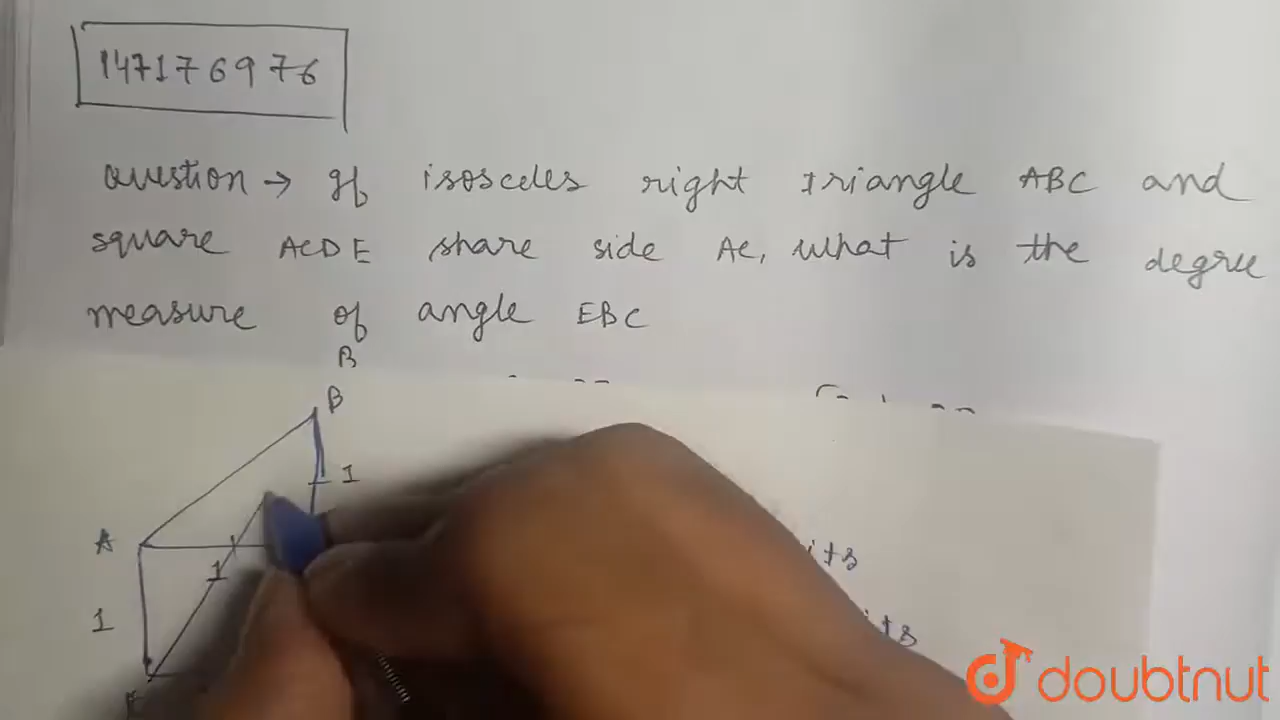 147176976
Question → If isosceles right triangle ABC and
square ACDE share side AC, what is the degree
measure of angle EBC
B
B
1
A
1
1
E
doubtnut